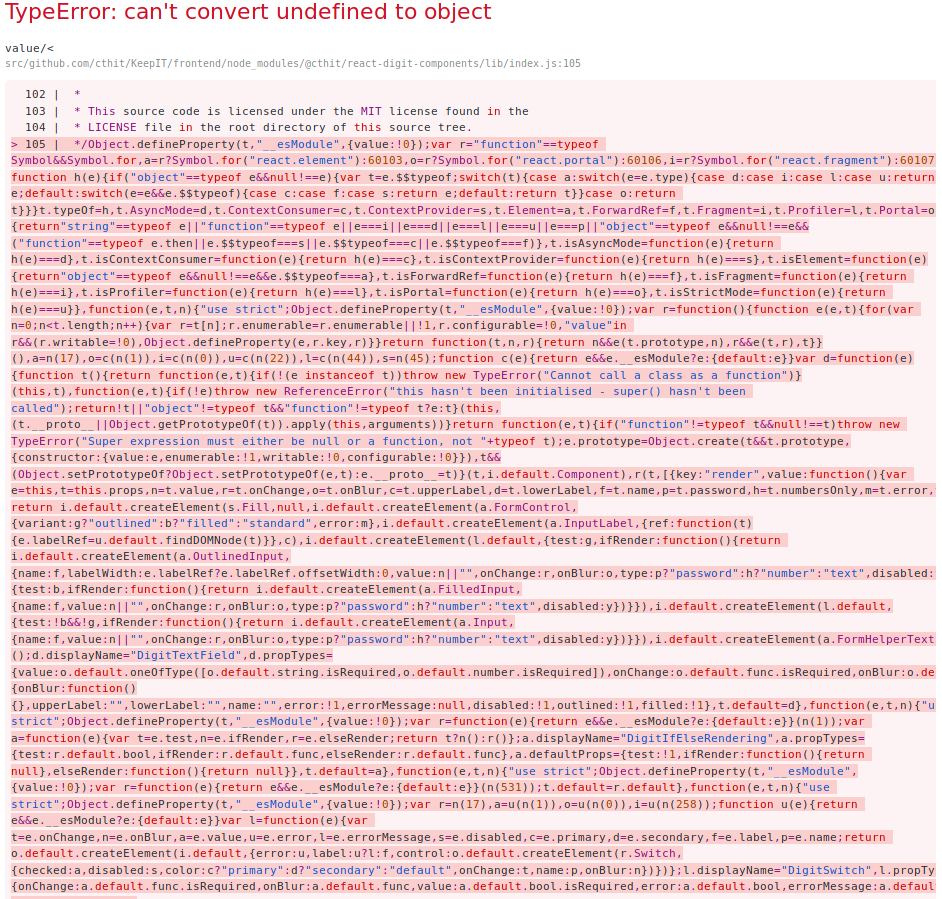 TypeError: can't convert undefined to object
value/<
src/github.com/cthit/KeepIT/frontend/node_modules/@cthit/react-digit-components/lib/index.js:105
102 |  *
103 |  * This source code is licensed under the MIT license found in the
104 |  * LICENSE file in the root directory of this source tree.
> 105 |  */Object.defineProperty(t,"__esModule",{value:!0});var r="function"==typeof
Symbol&&Symbol.for,a=r?Symbol.for("react.element"):60103,o=r?Symbol.for("react.portal"):60106,i=r?Symbol.for("react.fragment"):60107
function h(e){if("object"==typeof e&&null!==e){var t=e.$$typeof;switch(t){case a:switch(e=e.type){case d:case i:case l:case u:return
e;default:switch(e=e&&e.$$typeof){case c:case f:case s:return e;default:return t}}case o:return
t}}}t.typeOf=h,t.AsyncMode=d,t.ContextConsumer=c,t.ContextProvider=s,t.Element=a,t.ForwardRef=f,t.Fragment=i,t.Profiler=l,t.Portal=o
{return"string"==typeof e||"function"==typeof e||e===i||e===d||e===l||e===u||e===p||"object"==typeof e&&null!==e&&
("function"==typeof e.then||e.$$typeof===s||e.$$typeof===c||e.$$typeof===f)},t.isAsyncMode=function(e){return
h(e)===d},t.isContextConsumer=function(e){return h(e)===c},t.isContextProvider=function(e){return h(e)===s},t.isElement=function(e)
{return"object"==typeof e&&null!==e&&e.$$typeof===a},t.isForwardRef=function(e){return h(e)===f},t.isFragment=function(e){return
h(e)===i},t.isProfiler=function(e){return h(e)===l},t.isPortal=function(e){return h(e)===o},t.isStrictMode=function(e){return
h(e)===u}},function(e,t,n){"use strict";Object.defineProperty(t,"__esModule",{value:!0});var r=function(){function e(e,t){for(var
n=0;n<t.length;n++){var r=t[n];r.enumerable=r.enumerable||!1,r.configurable=!0,"value"in
r&&(r.writable=!0),Object.defineProperty(e,r.key,r)}}return function(t,n,r){return n&&e(t.prototype,n),r&&e(t,r),t}}
(),a=n(17),o=c(n(1)),i=c(n(0)),u=c(n(22)),l=c(n(44)),s=n(45);function c(e){return e&&e.__esModule?e:{default:e}}var d=function(e)
{function t(){return function(e,t){if(!(e instanceof t))throw new TypeError("Cannot call a class as a function")}
(this,t),function(e,t){if(!e)throw new ReferenceError("this hasn't been initialised - super() hasn't been
called");return!t||"object"!=typeof t&&"function"!=typeof t?e:t}(this,
(t.__proto__||Object.getPrototypeOf(t)).apply(this,arguments))}return function(e,t){if("function"!=typeof t&&null!==t)throw new
TypeError("Super expression must either be null or a function, not "+typeof t);e.prototype=Object.create(t&&t.prototype,
{constructor:{value:e,enumerable:!1,writable:!0,configurable:!0}}),t&&
(Object.setPrototypeOf?Object.setPrototypeOf(e,t):e.__proto__=t)}(t,i.default.Component),r(t,[{key:"render",value:function(){var
e=this,t=this.props,n=t.value,r=t.onChange,o=t.onBlur,c=t.upperLabel,d=t.lowerLabel,f=t.name,p=t.password,h=t.numbersOnly,m=t.error,
return i.default.createElement(s.Fill,null,i.default.createElement(a.FormControl,
{variant:g?"outlined":b?"filled":"standard",error:m},i.default.createElement(a.InputLabel,{ref:function(t)
{e.labelRef=u.default.findDOMNode(t)}},c),i.default.createElement(l.default,{test:g,ifRender:function(){return
i.default.createElement(a.OutlinedInput,
{name:f,labelWidth:e.labelRef?e.labelRef.offsetWidth:0,value:n||"",onChange:r,onBlur:o,type:p?"password":h?"number":"text",disabled:
{test:b,ifRender:function(){return i.default.createElement(a.FilledInput,
{name:f,value:n||"",onChange:r,onBlur:o,type:p?"password":h?"number":"text",disabled:y})}}),i.default.createElement(l.default,
{test:!b&&!g,ifRender:function(){return i.default.createElement(a.Input,
{name:f,value:n||"",onChange:r,onBlur:o,type:p?"password":h?"number":"text",disabled:y})}}),i.default.createElement(a.FormHelperText
();d.displayName="DigitTextField",d.propTypes=
{value:o.default.oneOfType([o.default.string.isRequired,o.default.number.isRequired]),onChange:o.default.func.isRequired,onBlur:o.de
{onBlur:function()
{},upperLabel:"",lowerLabel:"",name:"",error:!1,errorMessage:null,disabled:!1,outlined:!1,filled:!1},t.default=d},function(e,t,n){"u
strict";Object.defineProperty(t,"__esModule",{value:!0});var r=function(e){return e&&e.__esModule?e:{default:e}}(n(1));var
a=function(e){var t=e.test,n=e.ifRender,r=e.elseRender;return t?n():r()};a.displayName="DigitIfElseRendering",a.propTypes=
{test:r.default.bool,ifRender:r.default.func,elseRender:r.default.func},a.defaultProps={test:!1,ifRender:function(){return
null},elseRender:function(){return null}},t.default=a},function(e,t,n){"use strict";Object.defineProperty(t,"__esModule",
{value:!0});var r=function(e){return e&&e.__esModule?e:{default:e}}(n(531));t.default=r.default},function(e,t,n){"use
strict";Object.defineProperty(t,"__esModule",{value:!0});var r=n(17),a=u(n(1)),o=u(n(0)),i=u(n(258));function u(e){return
e&&e.__esModule?e:{default:e}}var l=function(e){var
t=e.onChange,n=e.onBlur,a=e.value,u=e.error,l=e.errorMessage,s=e.disabled,c=e.primary,d=e.secondary,f=e.label,p=e.name;return
o.default.createElement(i.default,{error:u,label:u?l:f,control:o.default.createElement(r.Switch,
{checked:a,disabled:s,color:c?"primary":d?"secondary":"default",onChange:t,name:p,onBlur:n})})};l.displayName="DigitSwitch",l.propTy
{onChange:a.default.func.isRequired,onBlur:a.default.func,value:a.default.bool.isRequired,error:a.default.bool,errorMessage:a.defaul